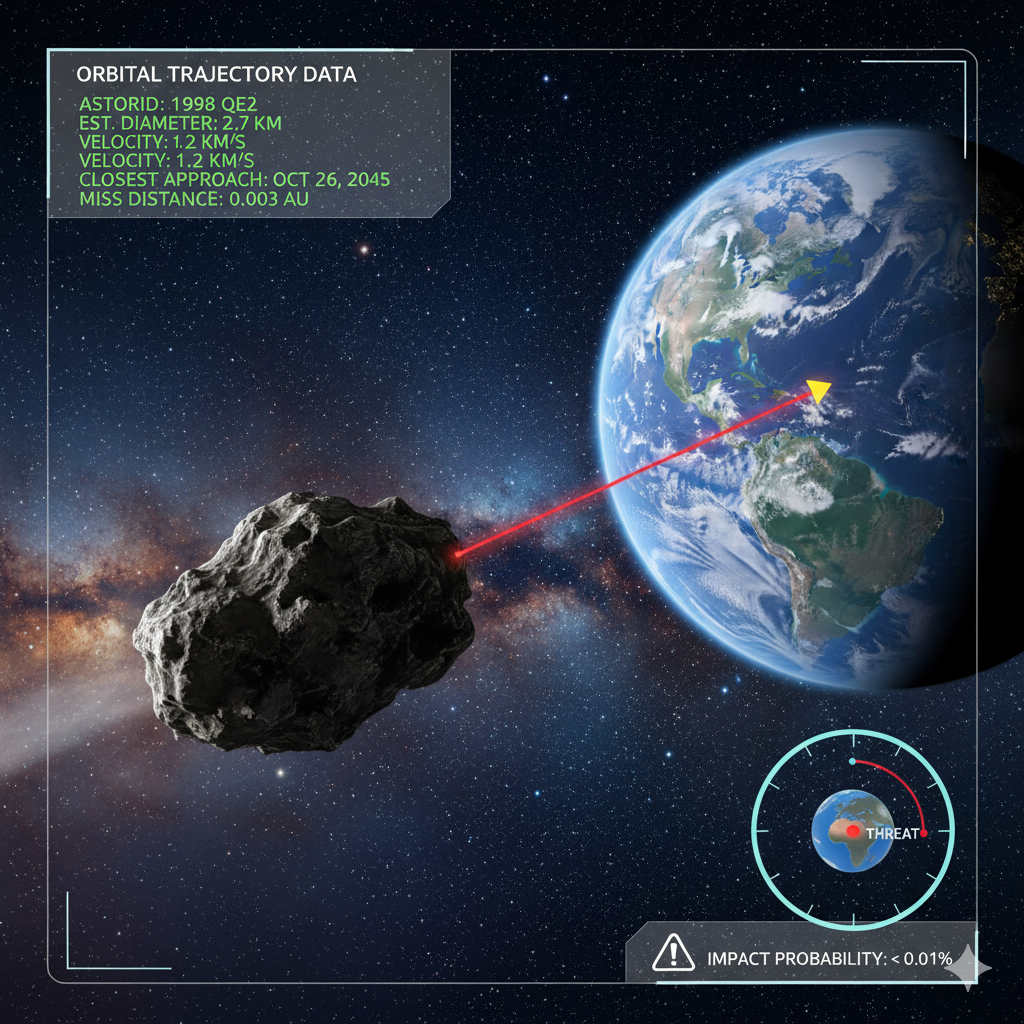 ORBITAL TRAJECTORY DATA
ASTORID: 1998 QE2
EST. DIAMETER: 2,7 KM
VELOCITY: 1.2 KM/S
VELOCITY: 1.2 KM/S
CLOSEST APPROACH: OCT 26, 2045
MISS DISTANCE: 0.003 AU
THREAT
IMPACT PROBABILITY: < 0.01%